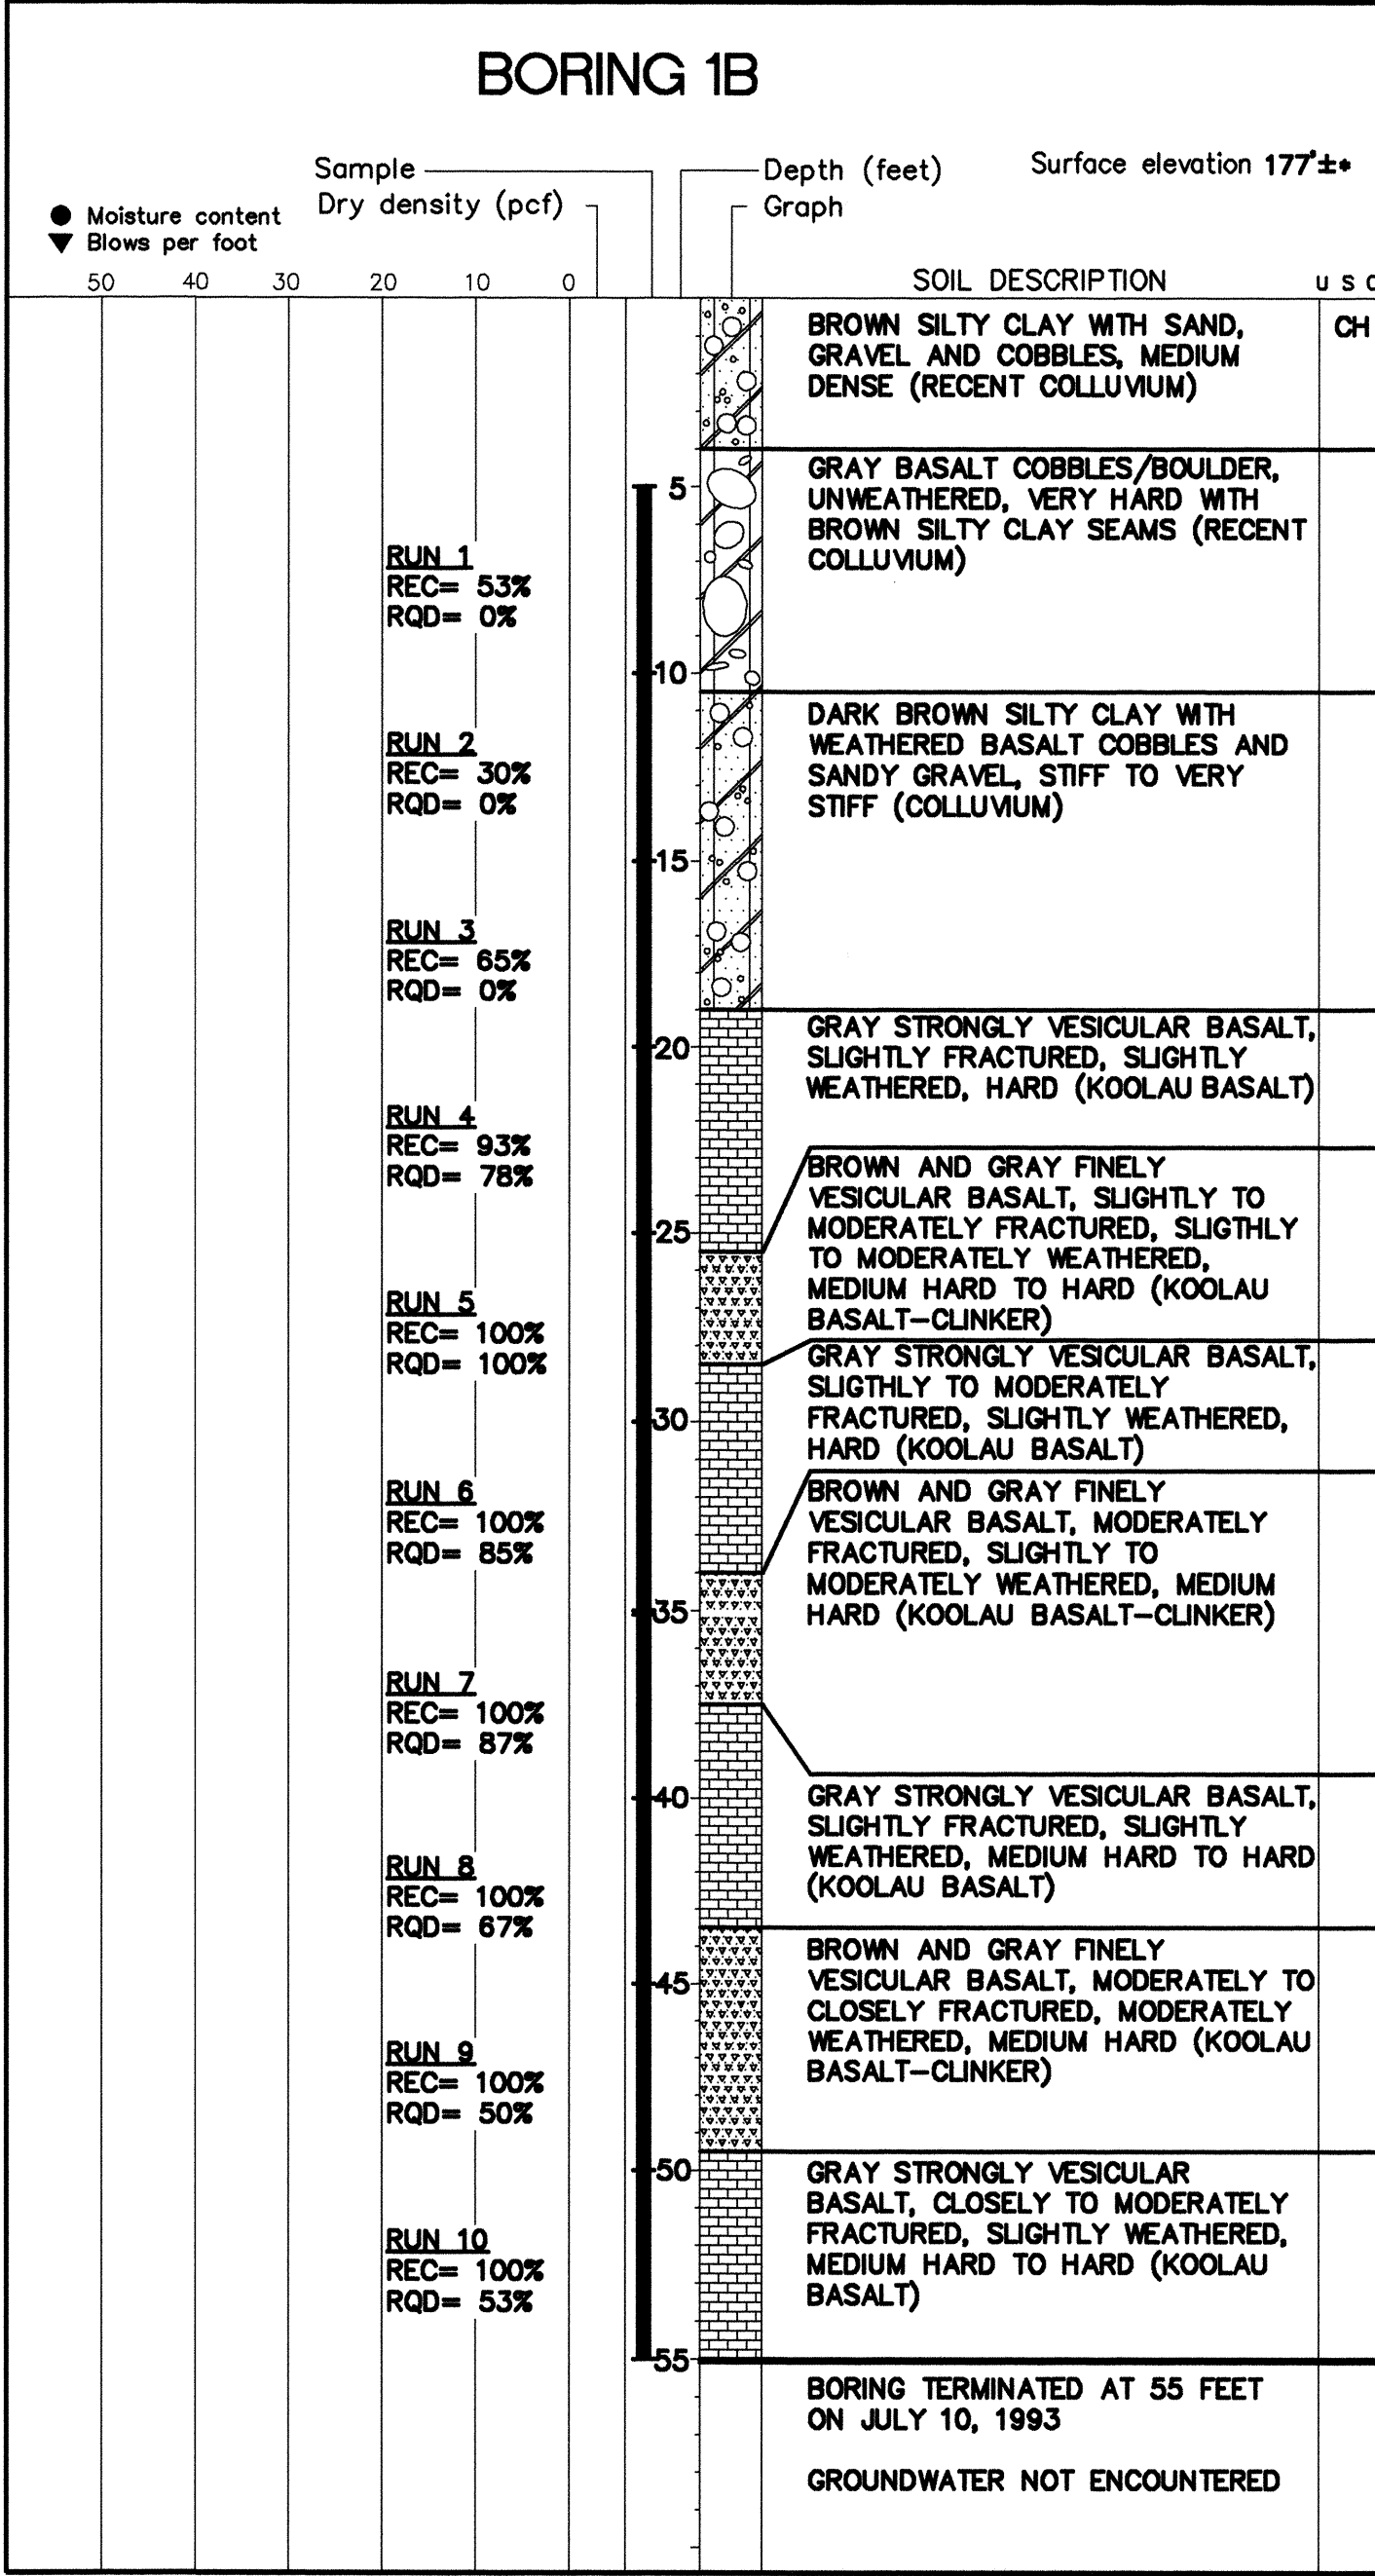 BORING 1B
Sample
Depth (feet)
Surface elevation 177'±*
Dry density (pcf)
Graph
● Moisture content
▼ Blows per foot
50 40 30 20 10 0
SOIL DESCRIPTION
U S C
BROWN SILTY CLAY WITH SAND,
GRAVEL AND COBBLES, MEDIUM
DENSE (RECENT COLLUVIUM)
CH
GRAY BASALT COBBLES/BOULDER,
UNWEATHERED, VERY HARD WITH
BROWN SILTY CLAY SEAMS (RECENT
COLLUVIUM)
5
RUN 1
REC= 53%
RQD= 0%
10
DARK BROWN SILTY CLAY WITH
WEATHERED BASALT COBBLES AND
SANDY GRAVEL, STIFF TO VERY
STIFF (COLLUVIUM)
RUN 2
REC= 30%
RQD= 0%
15
RUN 3
REC= 65%
RQD= 0%
GRAY STRONGLY VESICULAR BASALT,
SLIGHTLY FRACTURED, SLIGHTLY
WEATHERED, HARD (KOOLAU BASALT)
20
RUN 4
REC= 93%
RQD= 78%
BROWN AND GRAY FINELY
VESICULAR BASALT, SLIGHTLY TO
MODERATELY FRACTURED, SLIGTHLY
TO MODERATELY WEATHERED,
MEDIUM HARD TO HARD (KOOLAU
BASALT-CLINKER)
25
RUN 5
REC= 100%
RQD= 100%
GRAY STRONGLY VESICULAR BASALT,
SLIGTHLY TO MODERATELY
FRACTURED, SLIGHTLY WEATHERED,
HARD (KOOLAU BASALT)
30
RUN 6
REC= 100%
RQD= 85%
BROWN AND GRAY FINELY
VESICULAR BASALT, MODERATELY
FRACTURED, SLIGHTLY TO
MODERATELY WEATHERED, MEDIUM
HARD (KOOLAU BASALT-CLINKER)
35
RUN 7
REC= 100%
RQD= 87%
GRAY STRONGLY VESICULAR BASALT,
SLIGHTLY FRACTURED, SLIGHTLY
WEATHERED, MEDIUM HARD TO HARD
(KOOLAU BASALT)
40
RUN 8
REC= 100%
RQD= 67%
BROWN AND GRAY FINELY
VESICULAR BASALT, MODERATELY TO
CLOSELY FRACTURED, MODERATELY
WEATHERED, MEDIUM HARD (KOOLAU
BASALT-CLINKER)
45
RUN 9
REC= 100%
RQD= 50%
50
GRAY STRONGLY VESICULAR
BASALT, CLOSELY TO MODERATELY
FRACTURED, SLIGHTLY WEATHERED,
MEDIUM HARD TO HARD (KOOLAU
BASALT)
RUN 10
REC= 100%
RQD= 53%
55
BORING TERMINATED AT 55 FEET
ON JULY 10, 1993
GROUNDWATER NOT ENCOUNTERED